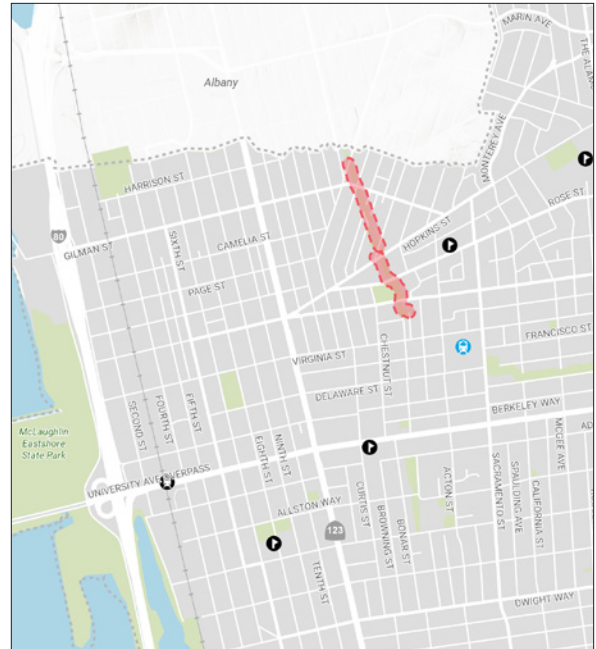 MARIN AVE
THE ALAM
Albany
MONTEREY AVE
HARRISON ST
ROSE ST
HOPKINS ST
80
GILMAN ST
SIXTH ST
CAMELIA ST
PAGE ST
FRANCISCO ST
VIRGINIA ST
CHESTNUT ST
DELAWARE ST
BERKELEY WAY
McLaughlin
Eastshore
State Park
SECOND ST
FOURTH ST
FIFTH ST
EIGHTH ST
NINTH ST
MCGEE AVE
AD
UNIVERSITY AVE OVERPASS
ACTON ST
SACRAMENTO ST
SPAULDING AVE
CALIFORNIA ST
ALLSTON WAY
CURTIS ST
BROWNING ST
BONAR ST
123
TENTH ST
DWIGHT WAY